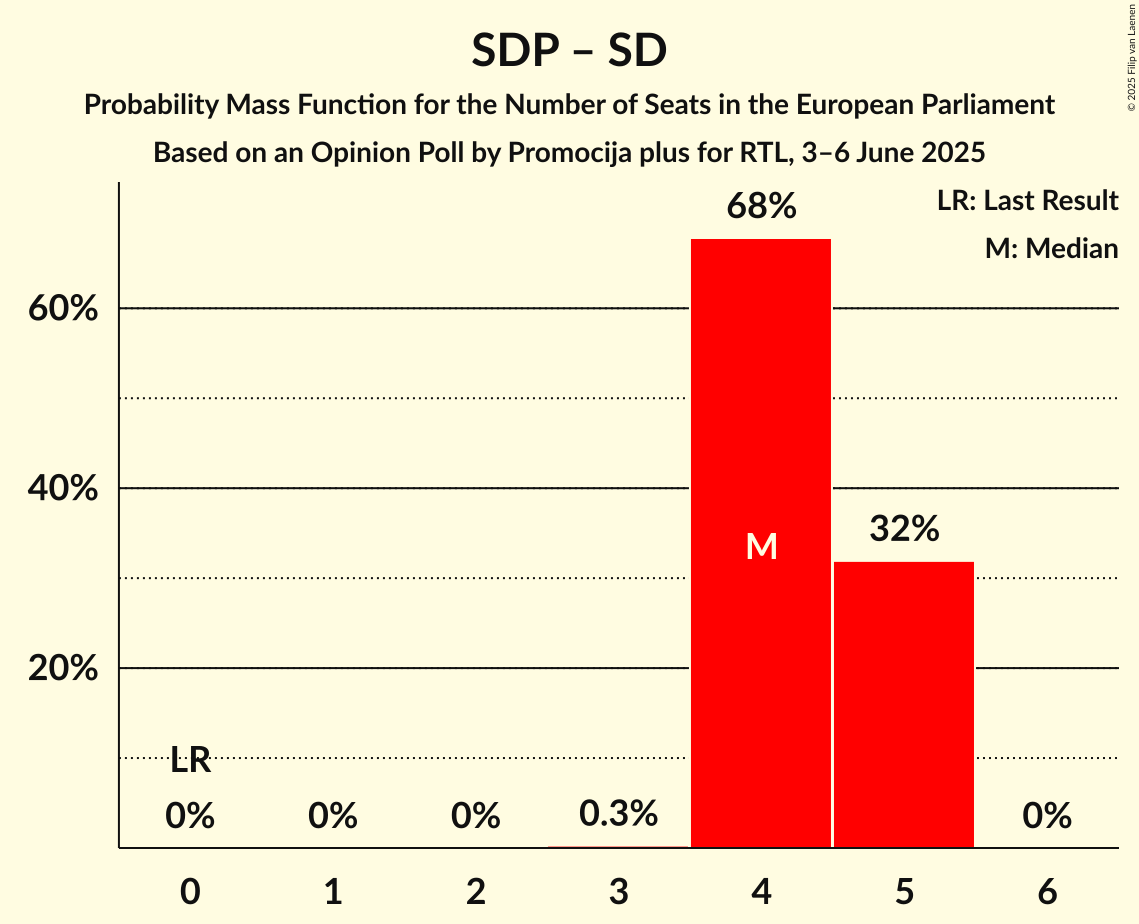 SDP – SD
Probability Mass Function for the Number of Seats in the European Parliament
Based on an Opinion Poll by Promocija plus for RTL, 3–6 June 2025
© 2025 Filip van Laenen
LR: Last Result
M: Median
68%
60%
40%
32%
M
20%
LR
0%
0%
0%
0.3%
0%
0
1
2
3
4
5
6